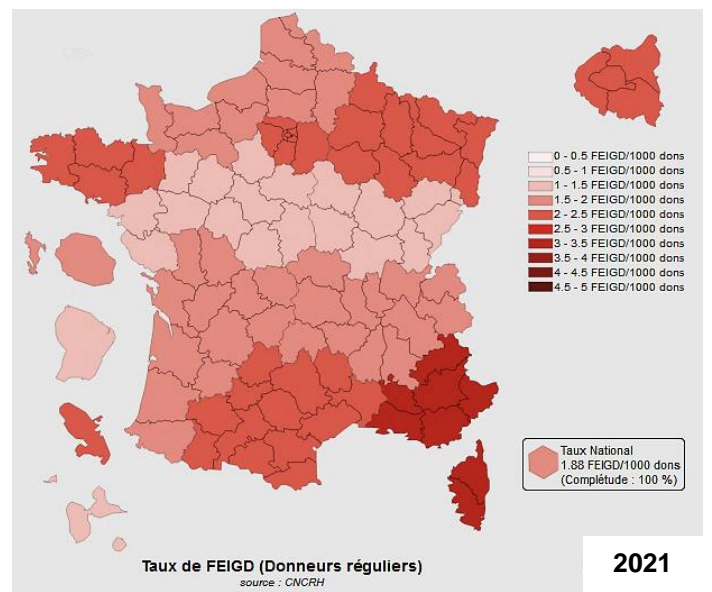 0 - 0.5 FEIGD/1000 dons
0.5 - 1 FEIGD/1000 dons
1 - 1.5 FEIGD/1000 dons
1.5 - 2 FEIGD/1000 dons
2 - 2.5 FEIGD/1000 dons
2.5 - 3 FEIGD/1000 dons
3 - 3.5 FEIGD/1000 dons
3.5 - 4 FEIGD/1000 dons
4 - 4.5 FEIGD/1000 dons
4.5 - 5 FEIGD/1000 dons
Taux National
1.88 FEIGD/1000 dons
(Complétude : 100 %)
Taux de FEIGD (Donneurs réguliers)
source : CNCRH
2021